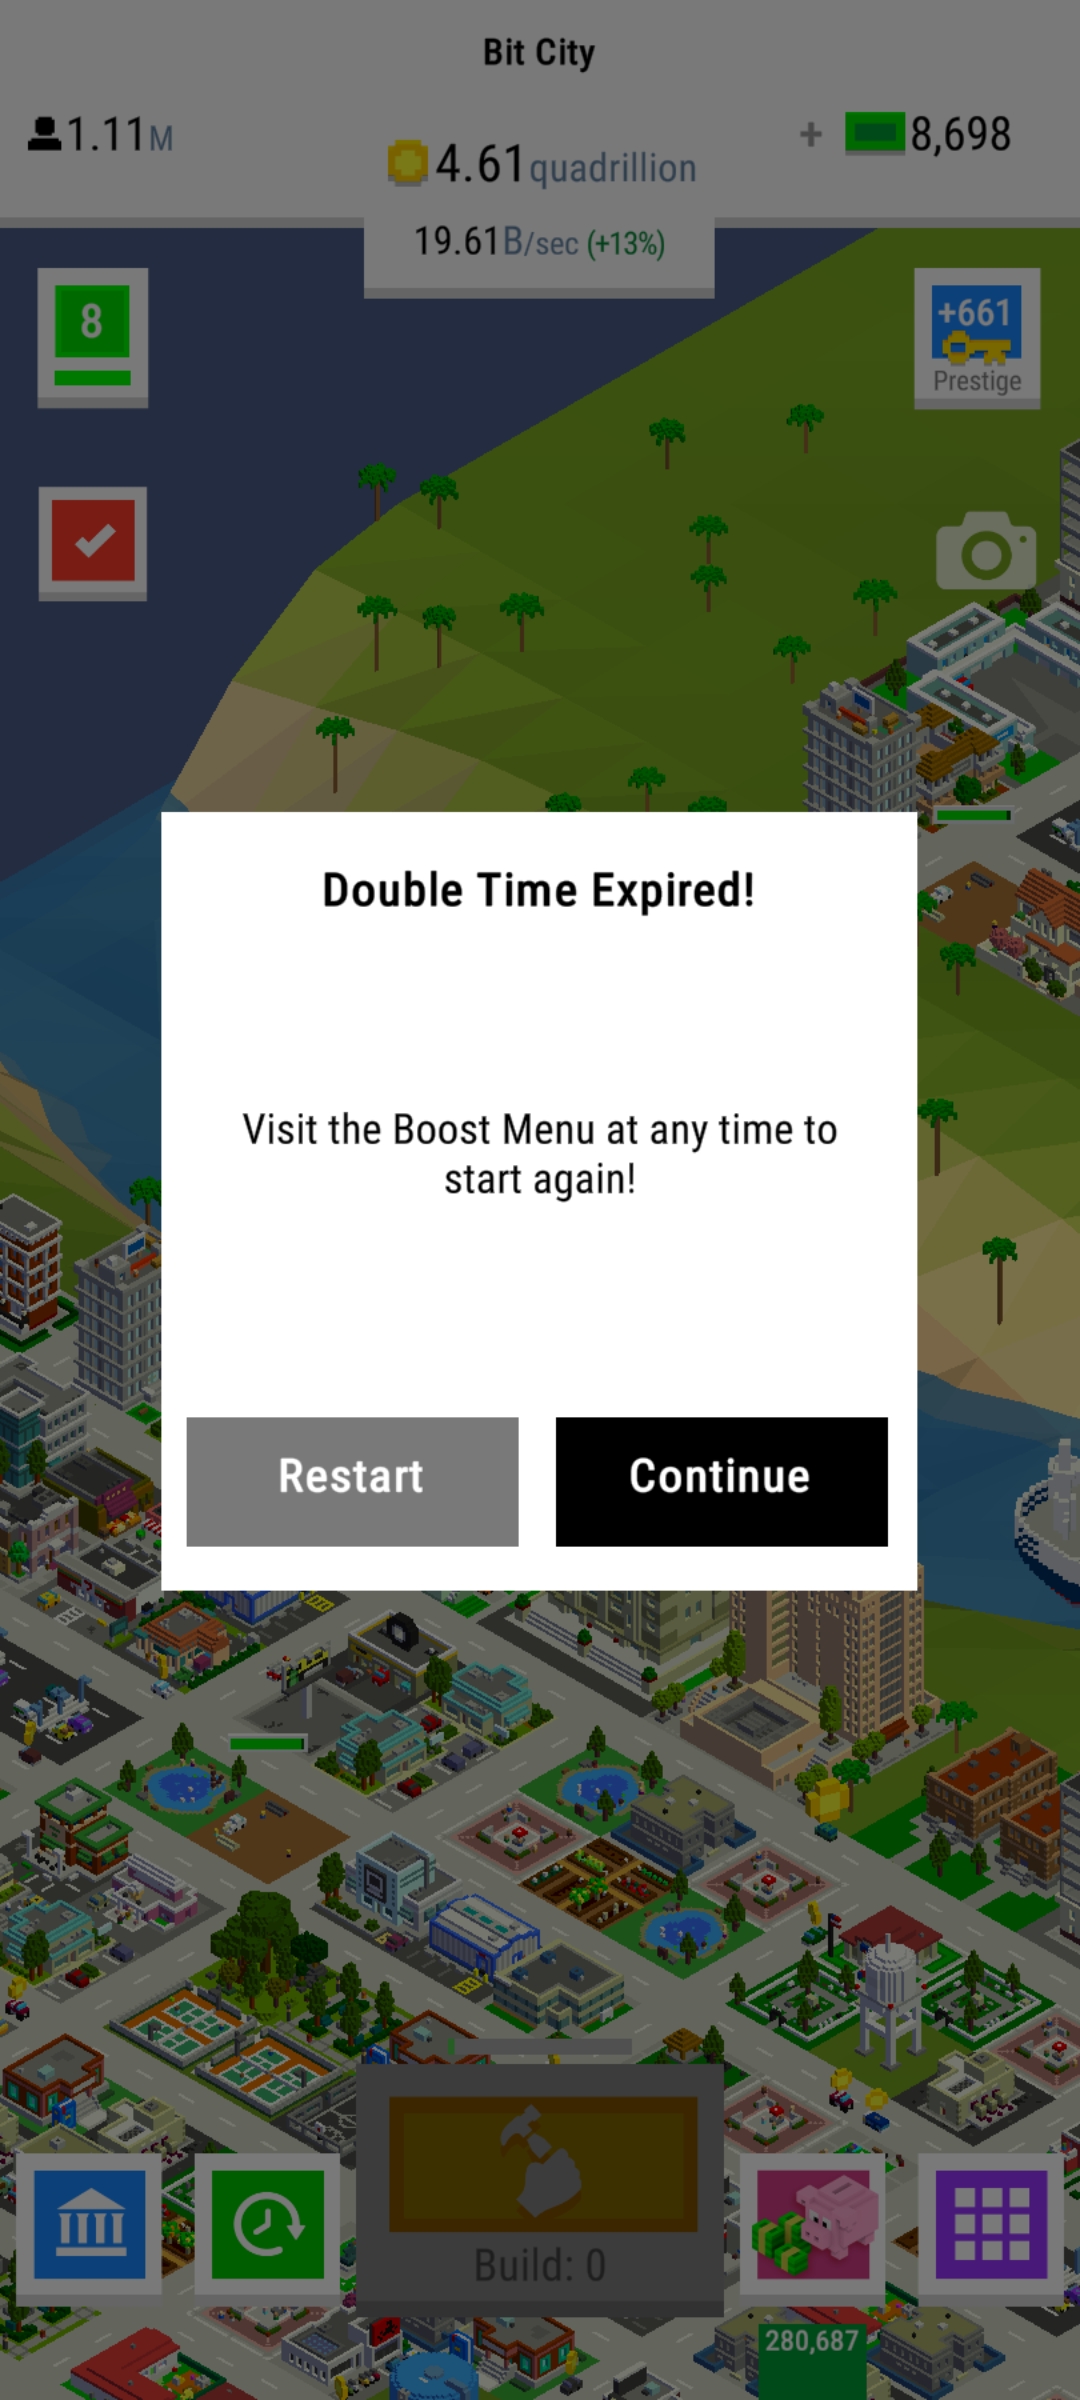 Bit City
1.11M
4.61quadrillion
+ 8,698
19.61B/sec (+13%)
8
+661
Prestige
Double Time Expired!
Visit the Boost Menu at any time to
start again!
Restart
Continue
Build: 0
280,687